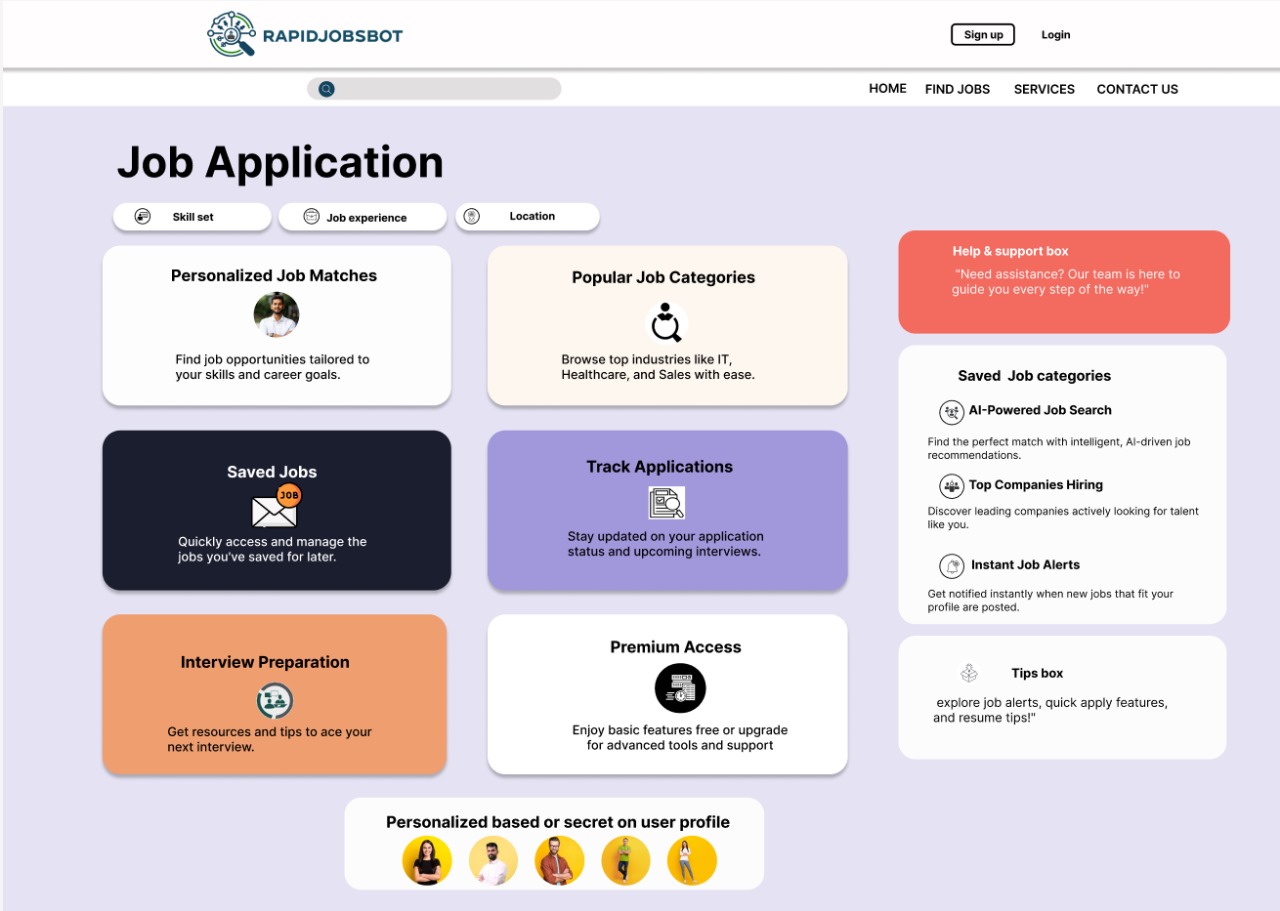 RAPIDJOBSBOT
Sign up
Login
HOME
FIND JOBS
SERVICES
CONTACT US
Job Application
Skill set
Job experience
Location
Personalized Job Matches
Find job opportunities tailored to
your skills and career goals.
Popular Job Categories
Browse top industries like IT,
Healthcare, and Sales with ease.
Saved Jobs
JOB
Quickly access and manage the
jobs you've saved for later.
Track Applications
Stay updated on your application
status and upcoming interviews.
Interview Preparation
Get resources and tips to ace your
next interview.
Premium Access
Enjoy basic features free or upgrade
for advanced tools and support
Personalized based or secret on user profile
Help & support box
"Need assistance? Our team is here to
guide you every step of the way!"
Saved Job categories
AI-Powered Job Search
Find the perfect match with intelligent, AI-driven job
recommendations.
Top Companies Hiring
Discover leading companies actively looking for talent
like you.
Instant Job Alerts
Get notified instantly when new jobs that fit your
profile are posted.
Tips box
explore job alerts, quick apply features,
and resume tips!"